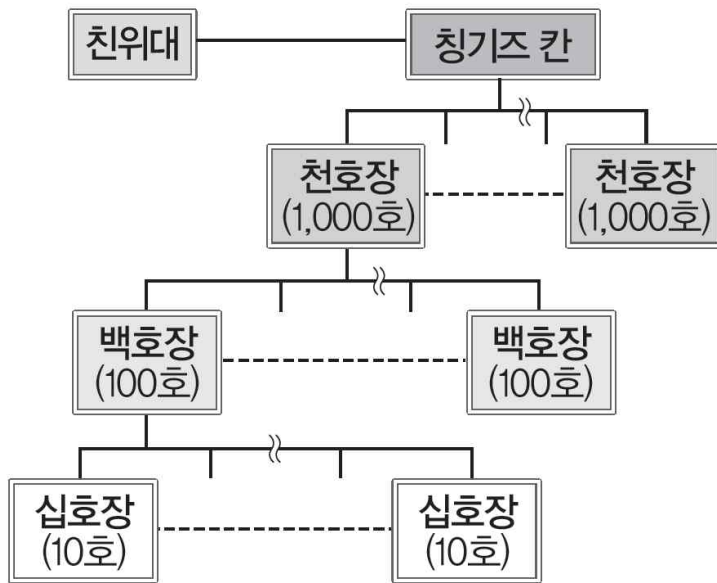 친위대
칭기즈 칸
천호장
(1,000호)
천호장
(1,000호)
백호장
(100호)
백호장
(100호)
십호장
(10호)
십호장
(10호)